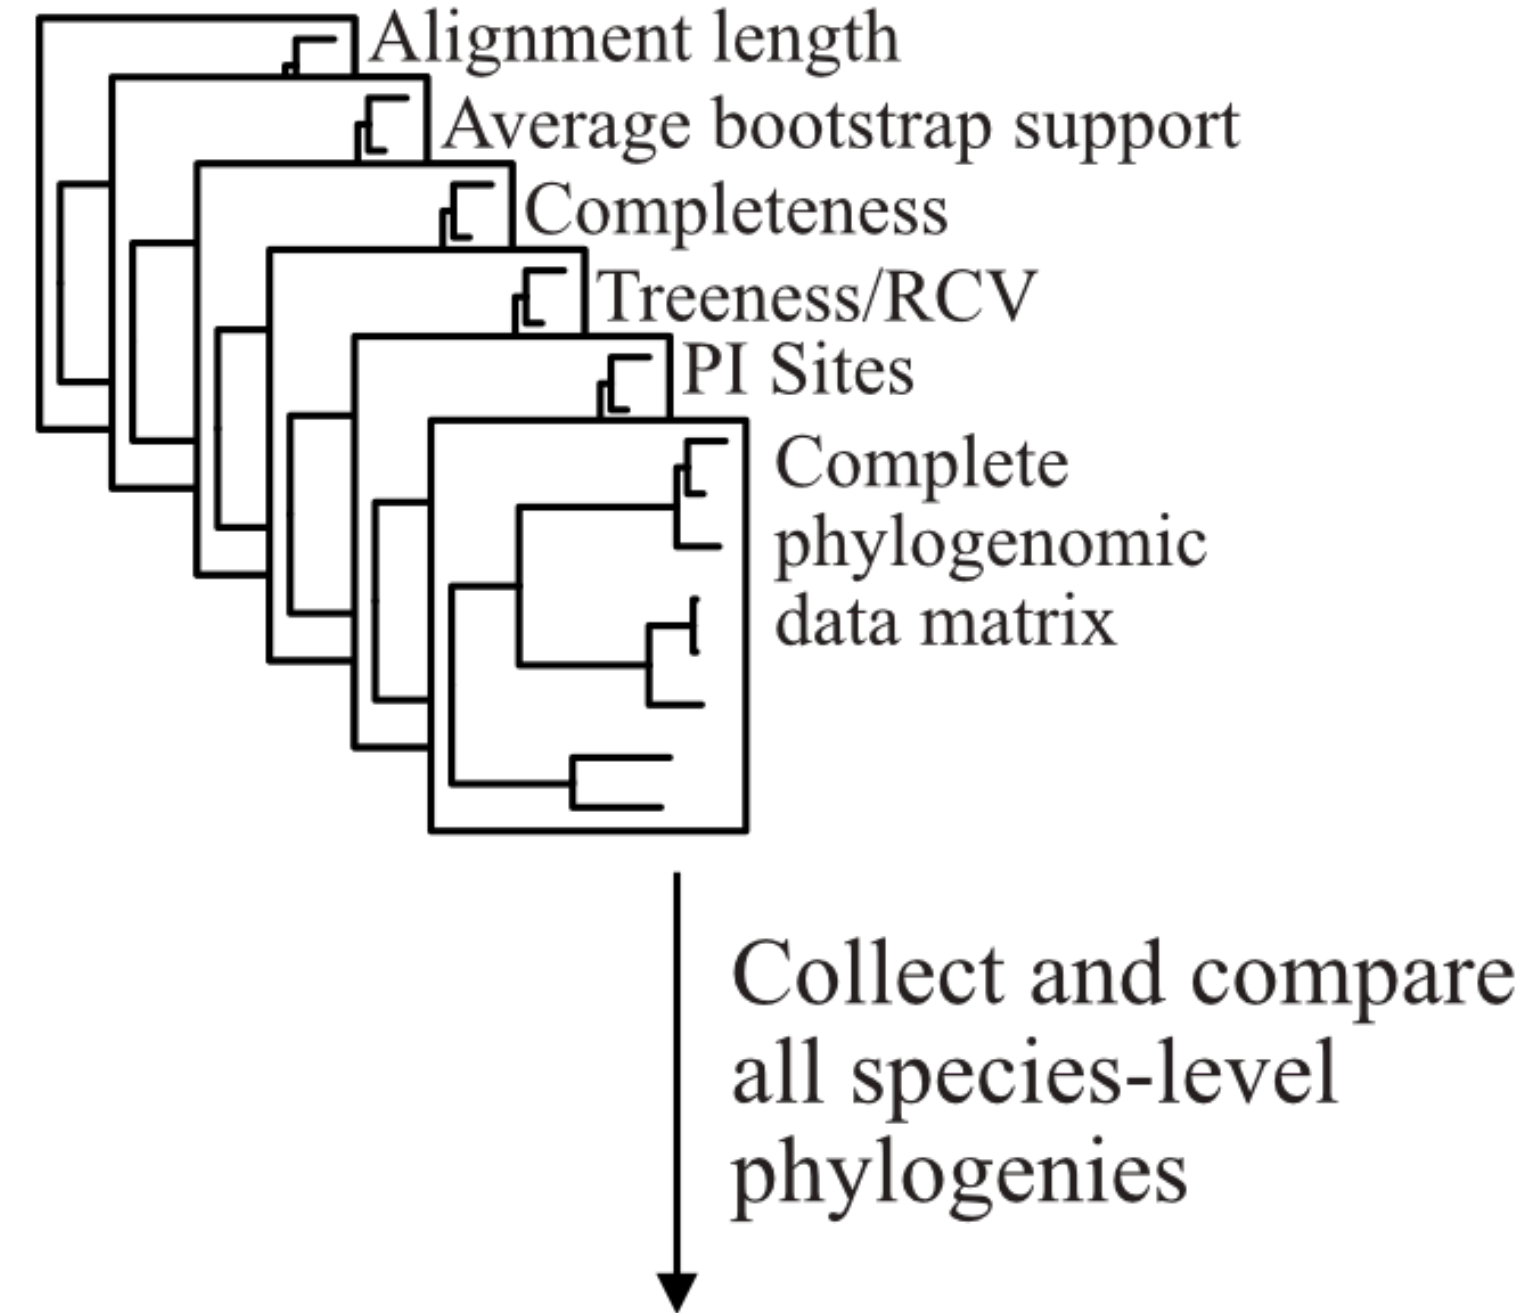 Alignment length
Average bootstrap support
Completeness
Treeness/RCV
PI Sites
Complete
phylogenomic
data matrix
Collect and compare
all species-level
phylogenies